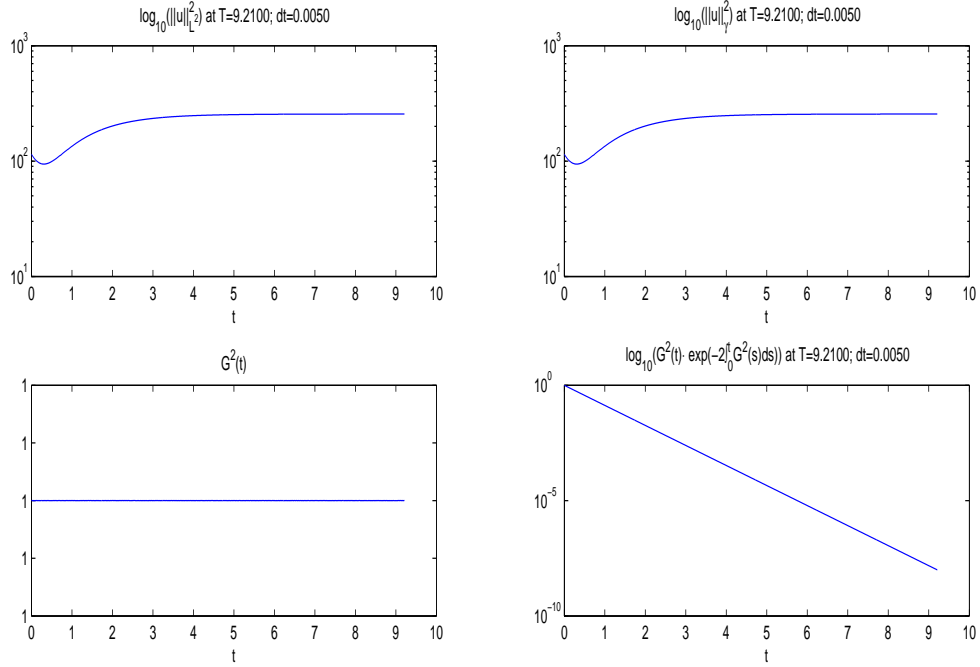 log₁₀(||u||²_L²) at T=9.2100; dt=0.0050
10³
10²
10¹
0 1 2 3 4 5 6 7 8 9 10
t
log₁₀(||u||²_γ) at T=9.2100; dt=0.0050
10³
10²
10¹
0 1 2 3 4 5 6 7 8 9 10
t
G²(t)
1
1
1
1
1
0 1 2 3 4 5 6 7 8 9 10
t
log₁₀(G²(t)· exp(-2∫₀ᵗG²(s)ds)) at T=9.2100; dt=0.0050
10⁰
10⁻⁵
10⁻¹⁰
0 1 2 3 4 5 6 7 8 9 10
t